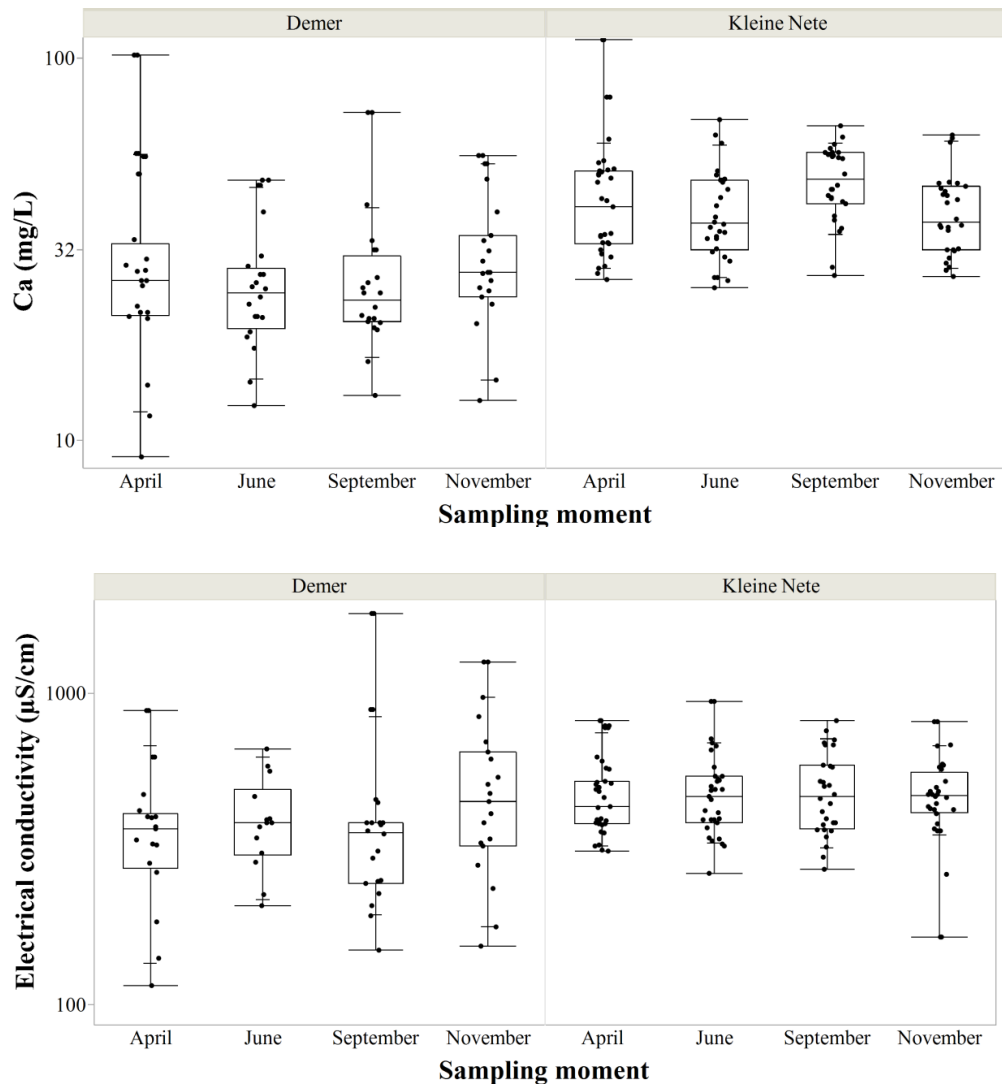 Demer Kleine Nete
Ca (mg/L)
100
32
10
April June September November April June September November
Sampling moment
Demer Kleine Nete
Electrical conductivity (µS/cm)
1000
100
April June September November April June September November
Sampling moment